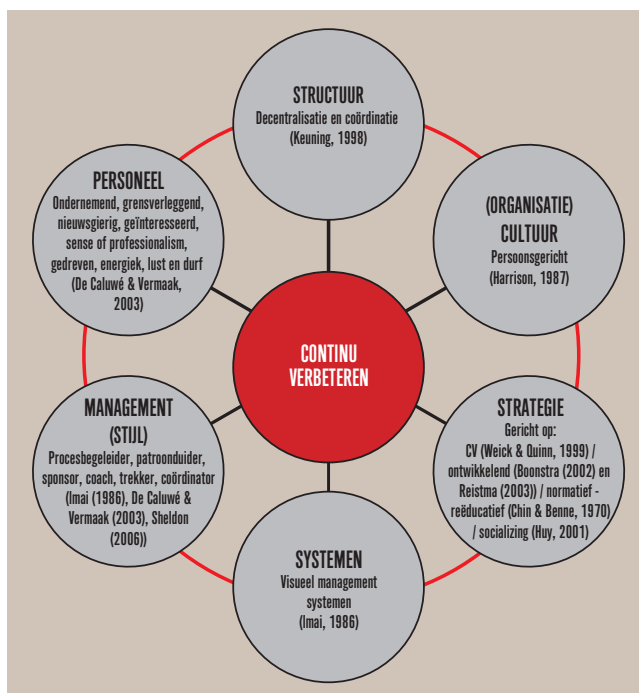 STRUCTUUR
Decentralisatie en coördinatie
(Keuning, 1998)
(ORGANISATIE)
CULTUUR
Persoonsgericht
(Harrison, 1987)
STRATEGIE
Gericht op:
CV (Weick & Quinn, 1999) /
ontwikkelend (Boonstra (2002) en
Reistma (2003)) / normatief -
reëducatief (Chin & Benne, 1970)
/ socializing (Huy, 2001)
SYSTEMEN
Visueel management
systemen
(Imai, 1986)
MANAGEMENT
(STIJL)
Procesbegeleider, patroonduider,
sponsor, coach, trekker, coördinator
(Imai (1986), De Caluwé &
Vermaak (2003), Sheldon
(2006))
PERSONEEL
Ondernemend, grensverleggend,
nieuwsgierig, geïnteresseerd,
sense of professionalism,
gedreven, energiek, lust en durf
(De Caluwé & Vermaak,
2003)
CONTINU
VERBETEREN